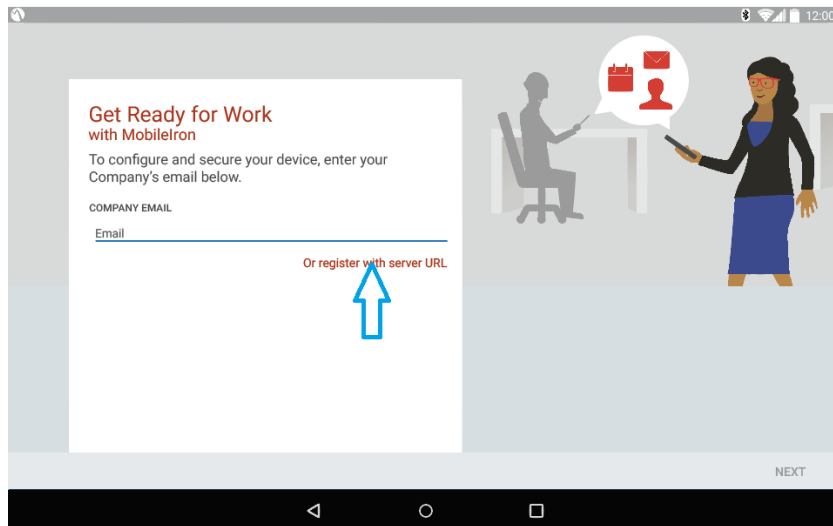 12:00
Get Ready for Work
with MobileIron
To configure and secure your device, enter your
Company's email below.
COMPANY EMAIL
Email
Or register with server URL
NEXT